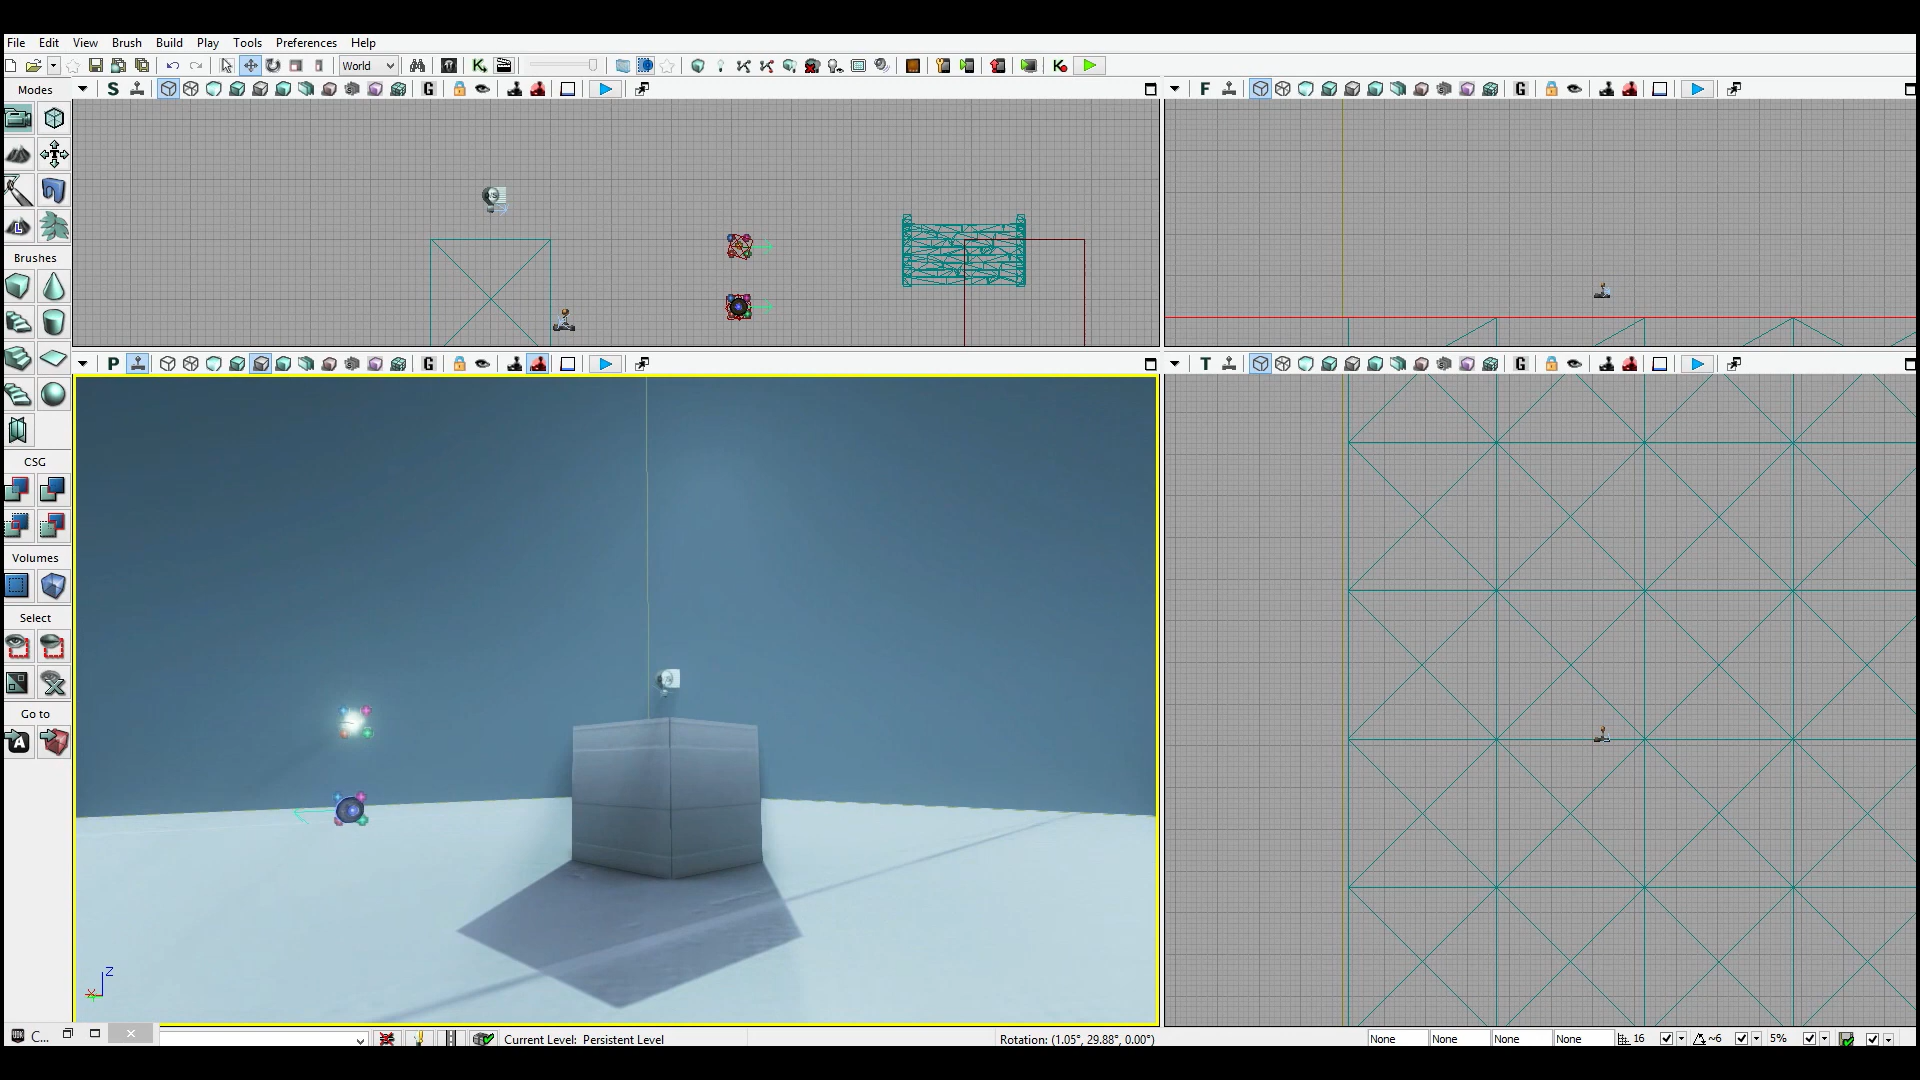 File Edit View Brush Build Play Tools Preferences Help
World
Modes
S G
F G
Brushes
P G
T G
CSG
Volumes
Select
Go to
A
Z
X
C...
Current Level: Persistent Level
Rotation: (1.05°, 29.88°, 0.00°)
None None None None 16 ~6 5%